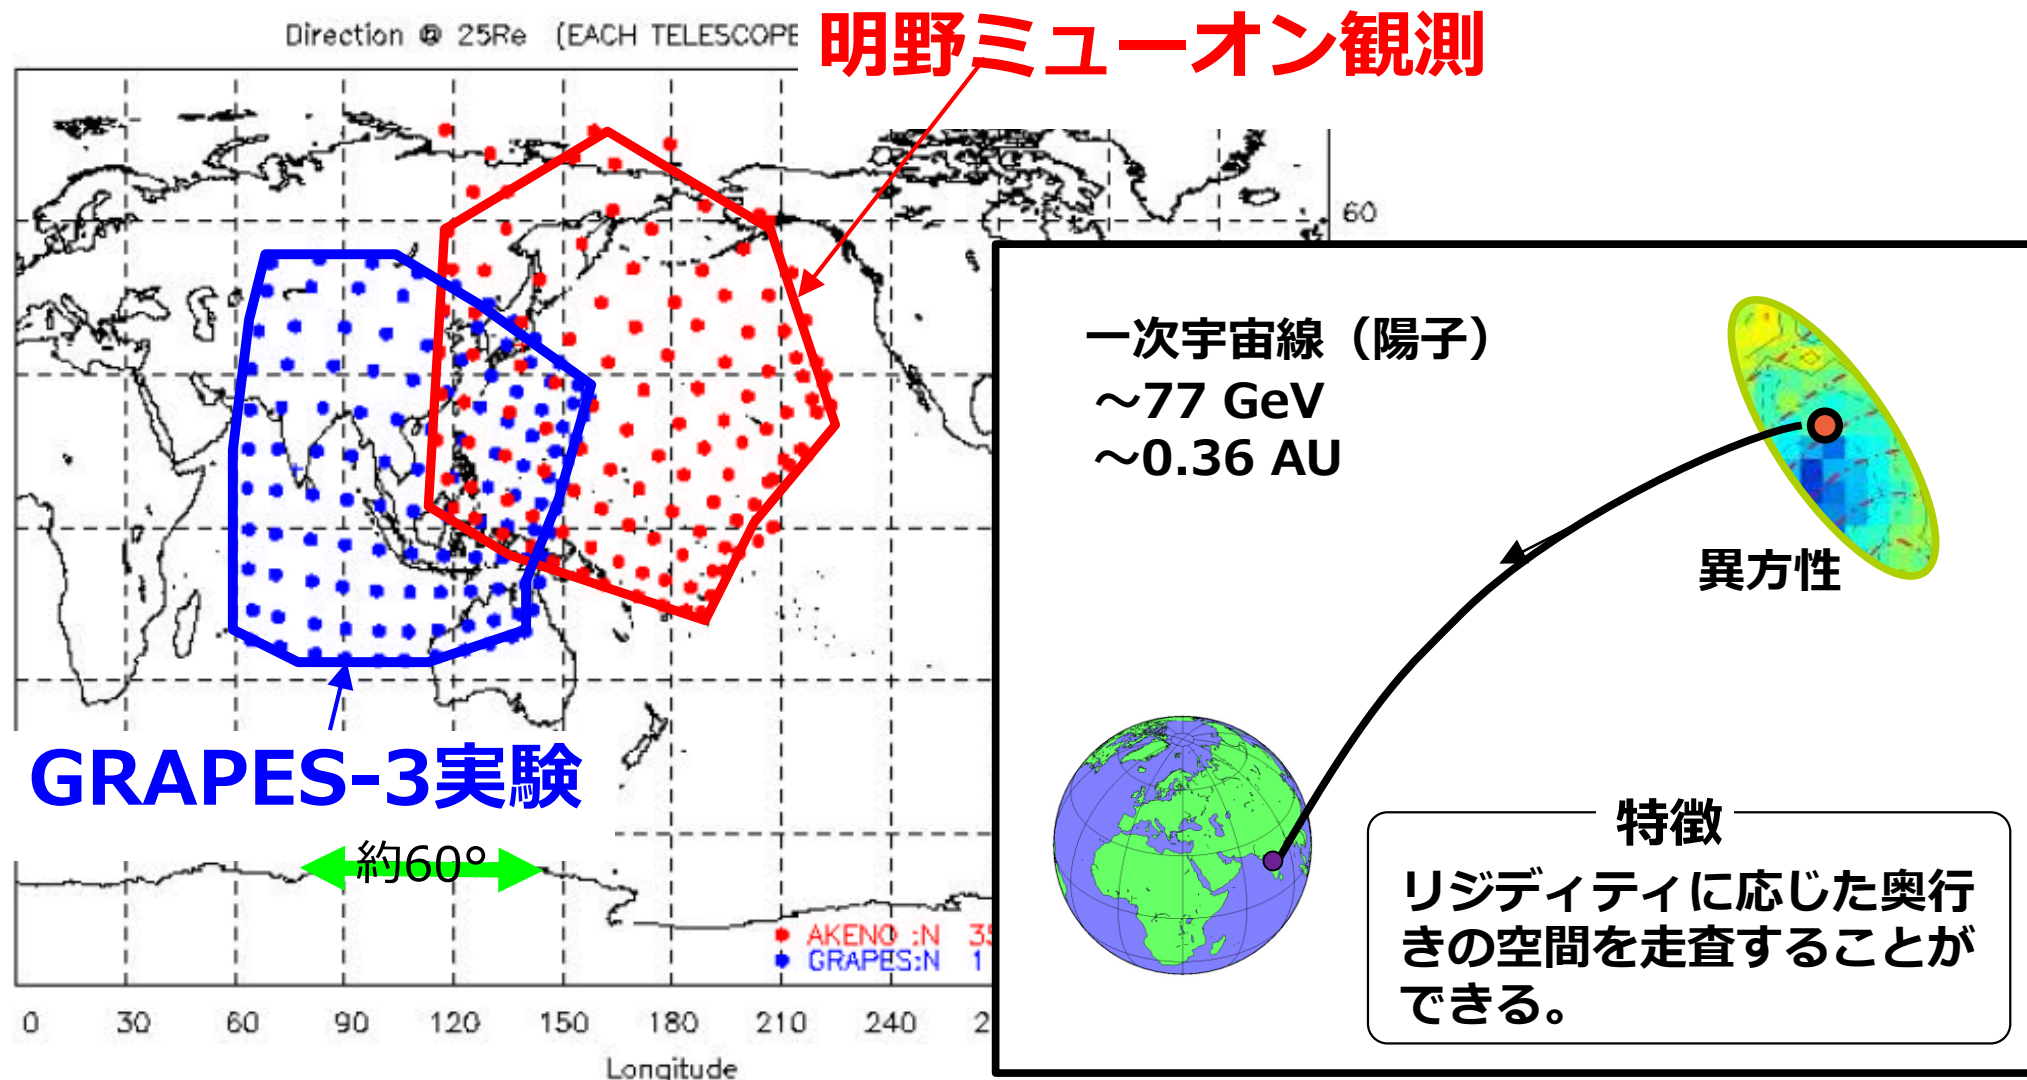 Direction @ 25Re (EACH TELESCOPE
明野ミューオン観測
60
一次宇宙線（陽子）
～77 GeV
～0.36 AU
異方性
GRAPES-3実験
約60°
特徴
リジディティに応じた奥行
きの空間を走査することが
できる。
AKENO :N 35
GRAPES:N 1
0 30 60 90 120 150 180 210 240 2
Longitude